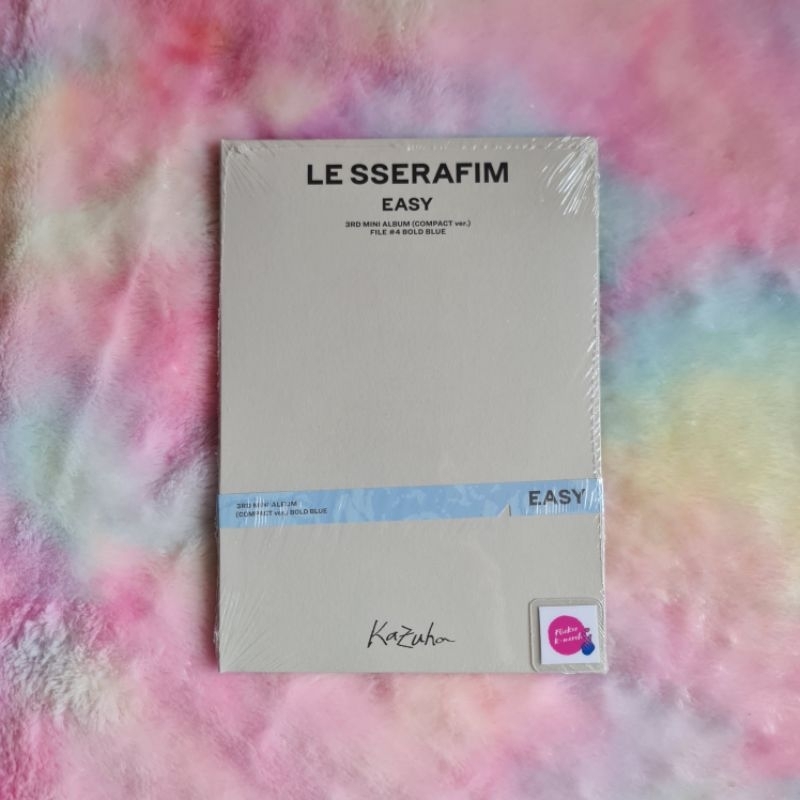 LE SSERAFIM
EASY
3RD MINI ALBUM (COMPACT ver.)
FILE #4 BOLD BLUE
3RD MINI ALBUM
(COMPACT ver.) BOLD BLUE
EASY
Kazuha
K-merch